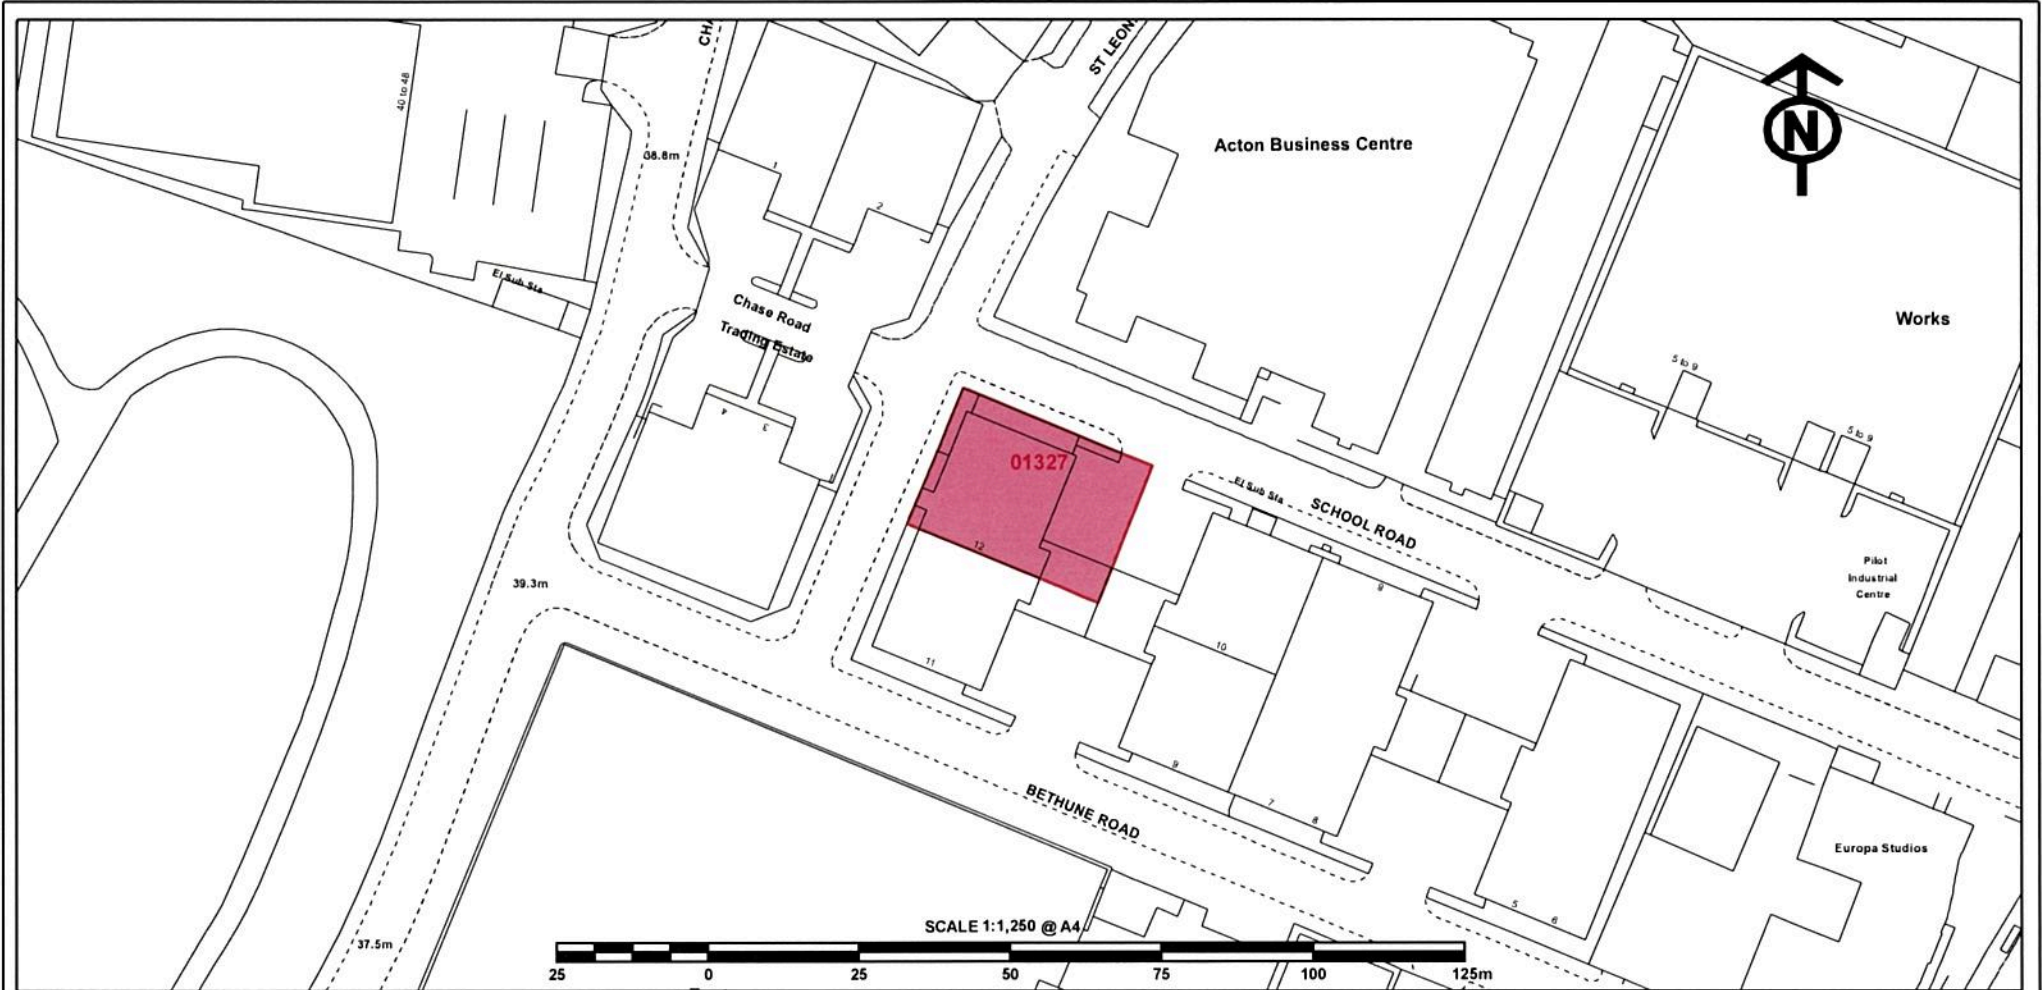 CHA
ST LEON
40 to 48
38.8m
Acton Business Centre
N
1
2
El Sub Sta
Chase Road
Trading Estate
Works
5 to 9
5 to 9
4
3
01327
12
El Sub Sta
SCHOOL ROAD
Pilot
Industrial
Centre
39.3m
9
10
11
9
7
8
BETHUNE ROAD
Europa Studios
5
6
37.5m
SCALE 1:1,250 @ A4
25 0 25 50 75 100 125m